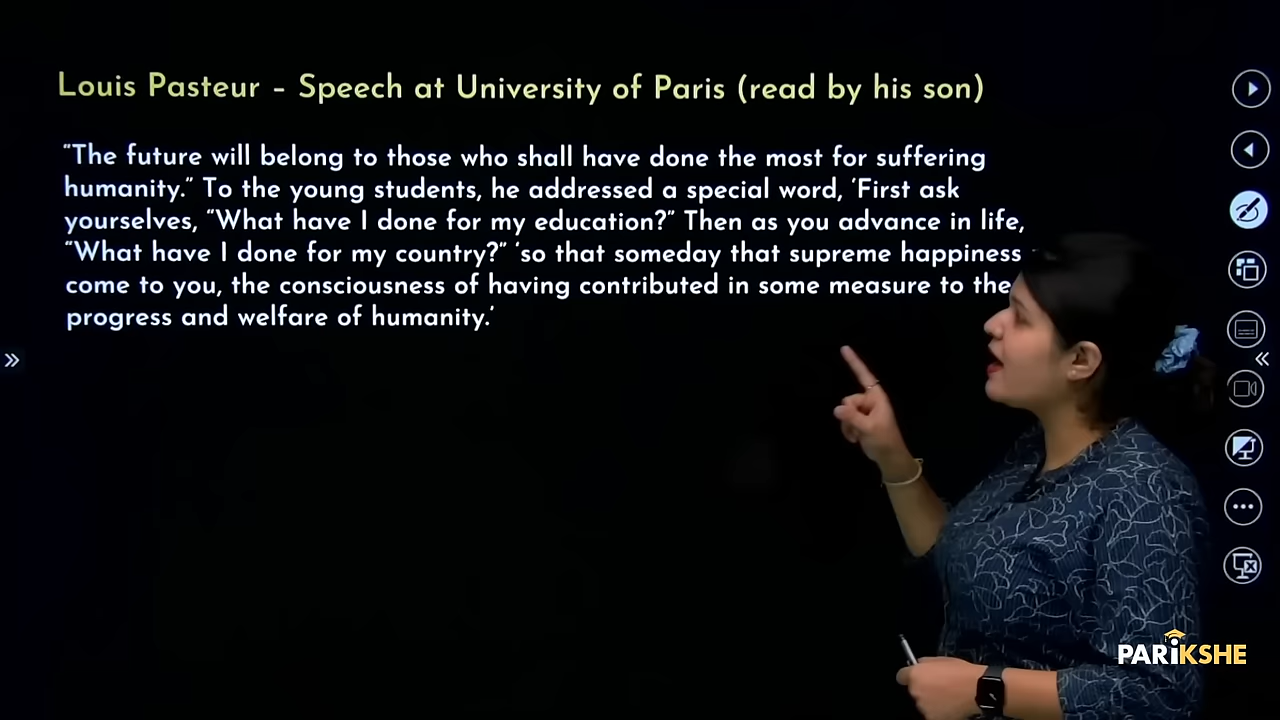 Louis Pasteur – Speech at University of Paris (read by his son)
"The future will belong to those who shall have done the most for suffering
humanity." To the young students, he addressed a special word, 'First ask
yourselves, "What have I done for my education?" Then as you advance in life,
"What have I done for my country?" 'so that someday that supreme happiness
come to you, the consciousness of having contributed in some measure to the
progress and welfare of humanity.'
PARIKSHE